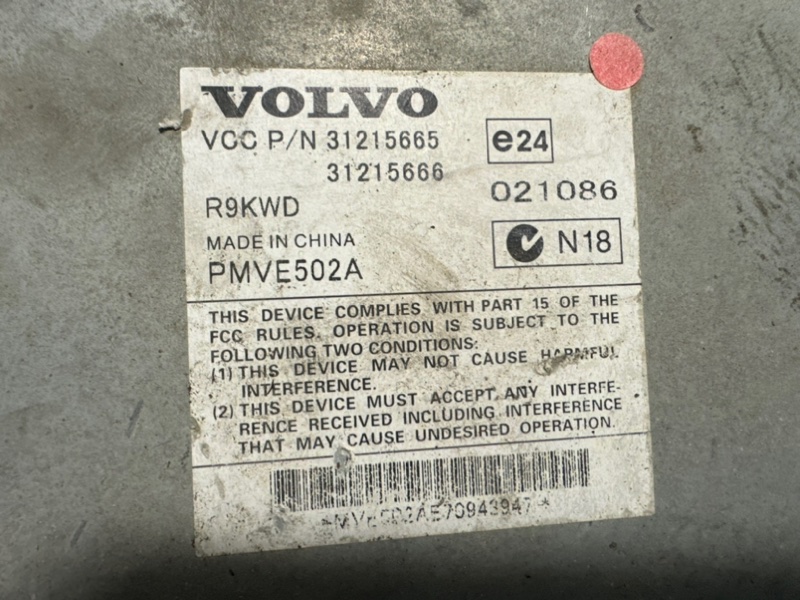 VOLVO
VCC P/N 31215665
31215666
e24
021086
R9KWD
N18
MADE IN CHINA
PMVE502A
THIS DEVICE COMPLIES WITH PART 15 OF THE
FCC RULES. OPERATION IS SUBJECT TO THE
FOLLOWING TWO CONDITIONS:
(1) THIS DEVICE MAY NOT CAUSE HARMFUL
INTERFERENCE.
(2) THIS DEVICE MUST ACCEPT ANY INTERFE-
RENCE RECEIVED INCLUDING INTERFERENCE
THAT MAY CAUSE UNDESIRED OPERATION.